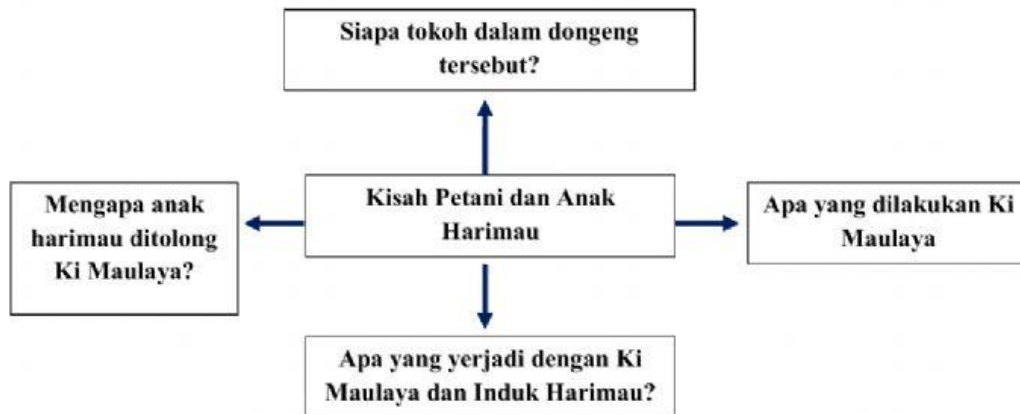 Siapa tokoh dalam dongeng
tersebut?
Mengapa anak
harimau ditolong
Ki Maulaya?
Kisah Petani dan Anak
Harimau
Apa yang dilakukan Ki
Maulaya
Apa yang yerjadi dengan Ki
Maulaya dan Induk Harimau?